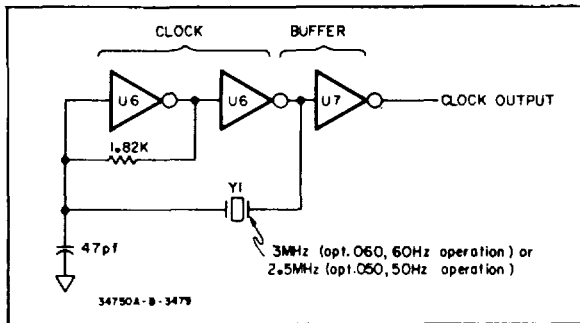 CLOCK BUFFER
U6 U6 U7 CLOCK OUTPUT
1.82K
Y1
47pf
3MHz (opt.060, 60Hz operation) or
2.5MHz (opt.050, 50Hz operation)
34750A-B-3479